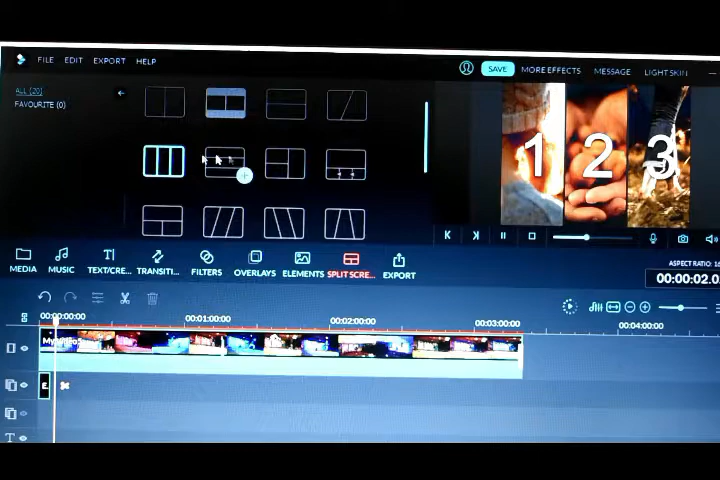 FILE EDIT EXPORT HELP
SAVE MORE EFFECTS MESSAGE LIGHT SKIN
ALL (20)
FAVOURITE (0)
1 2 3
MEDIA MUSIC TEXT/CRE... TRANSITI... FILTERS OVERLAYS ELEMENTS SPLIT SCRE... EXPORT
ASPECT RATIO: 16
00:00:02.0
00:00:00:00 00:01:00:00 00:02:00:00 00:03:00:00 00:04:00:00
E
T